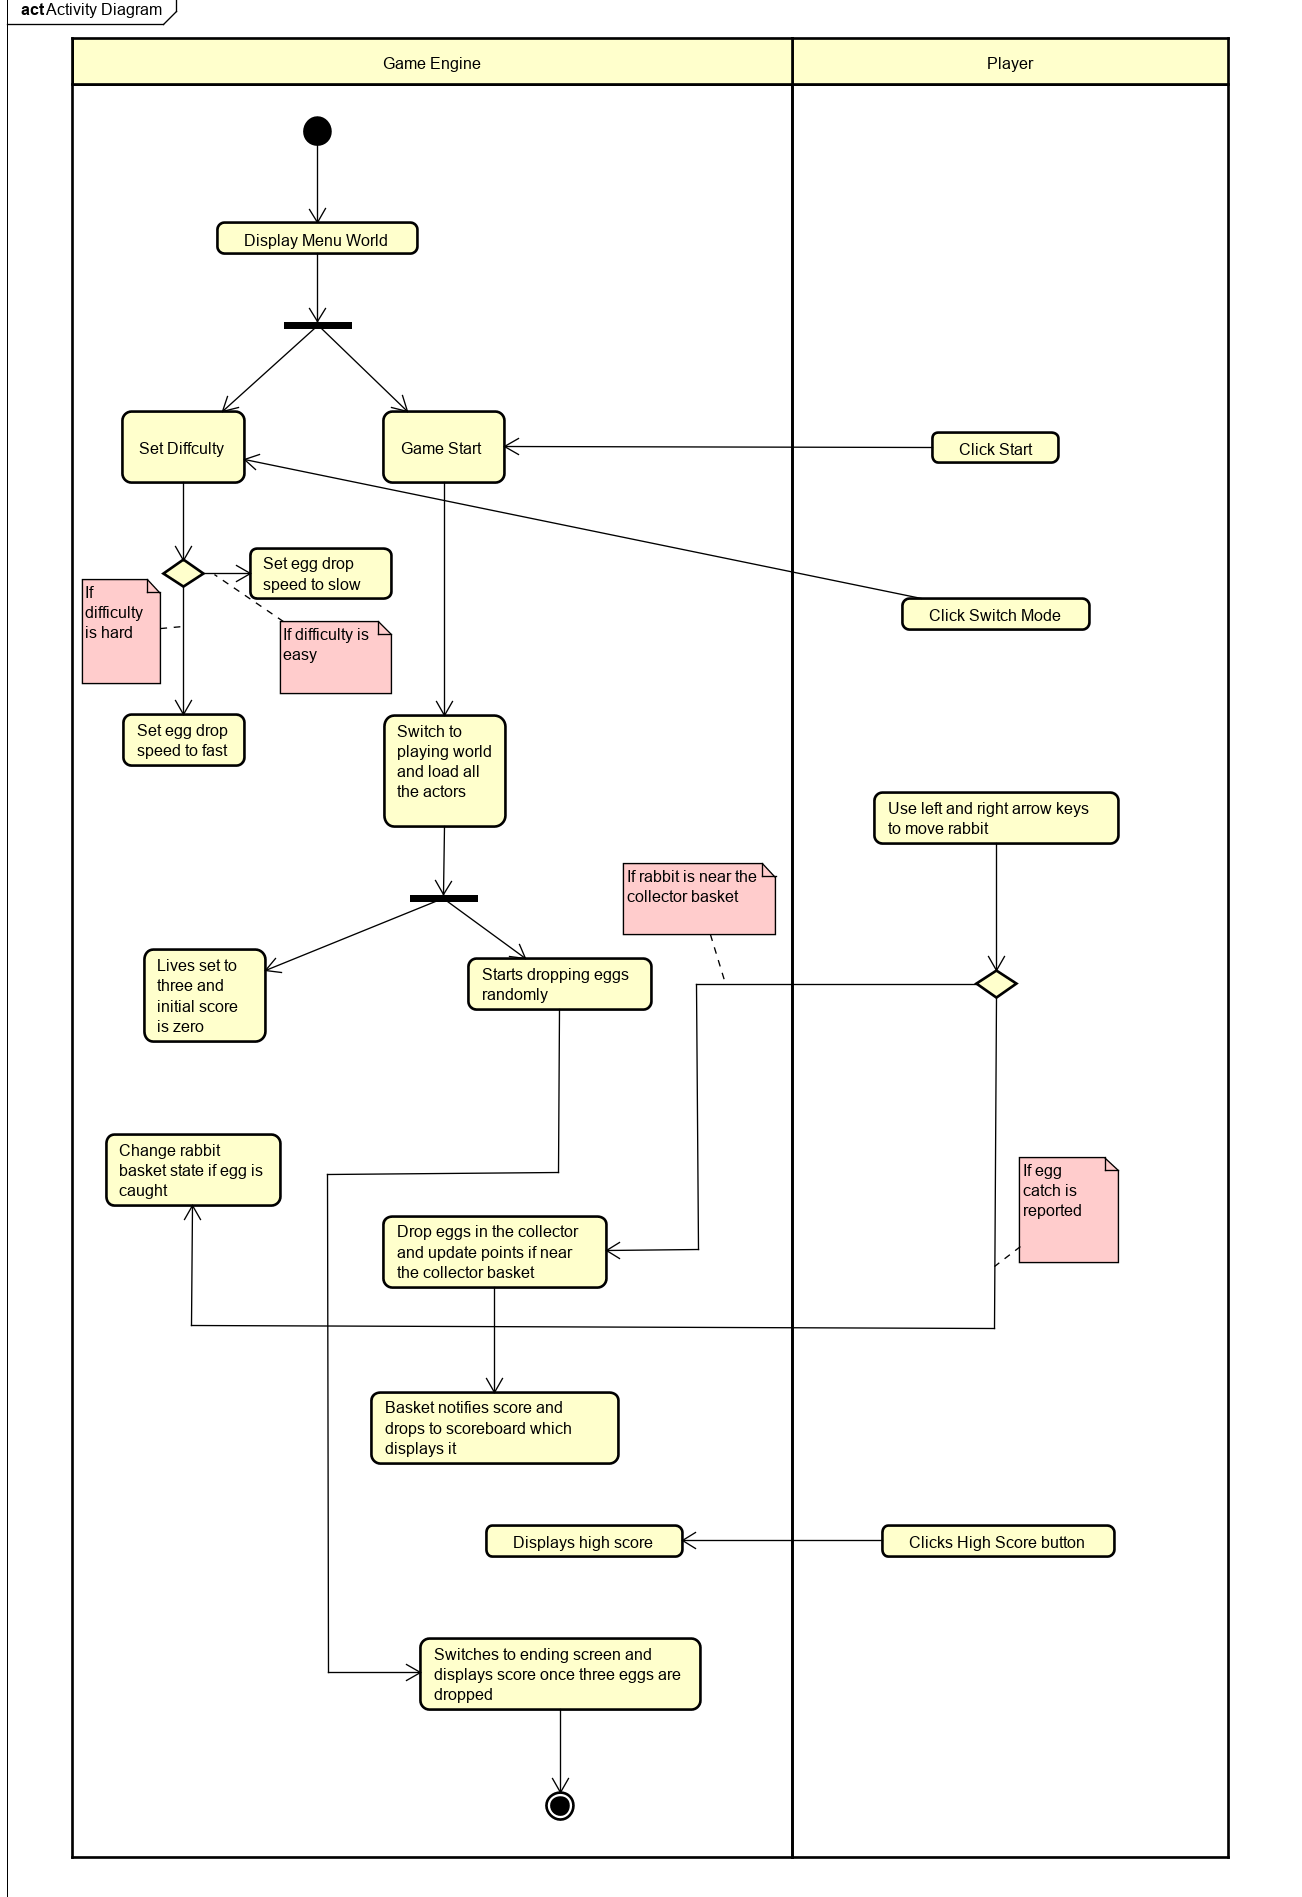 act Activity Diagram
Game Engine
Player
Display Menu World
Set Diffculty
Game Start
Click Start
Set egg drop
speed to slow
If
difficulty
is hard
If difficulty is
easy
Click Switch Mode
Set egg drop
speed to fast
Switch to
playing world
and load all
the actors
Use left and right arrow keys
to move rabbit
If rabbit is near the
collector basket
Lives set to
three and
initial score
is zero
Starts dropping eggs
randomly
Change rabbit
basket state if egg is
caught
If egg
catch is
reported
Drop eggs in the collector
and update points if near
the collector basket
Basket notifies score and
drops to scoreboard which
displays it
Displays high score
Clicks High Score button
Switches to ending screen and
displays score once three eggs are
dropped